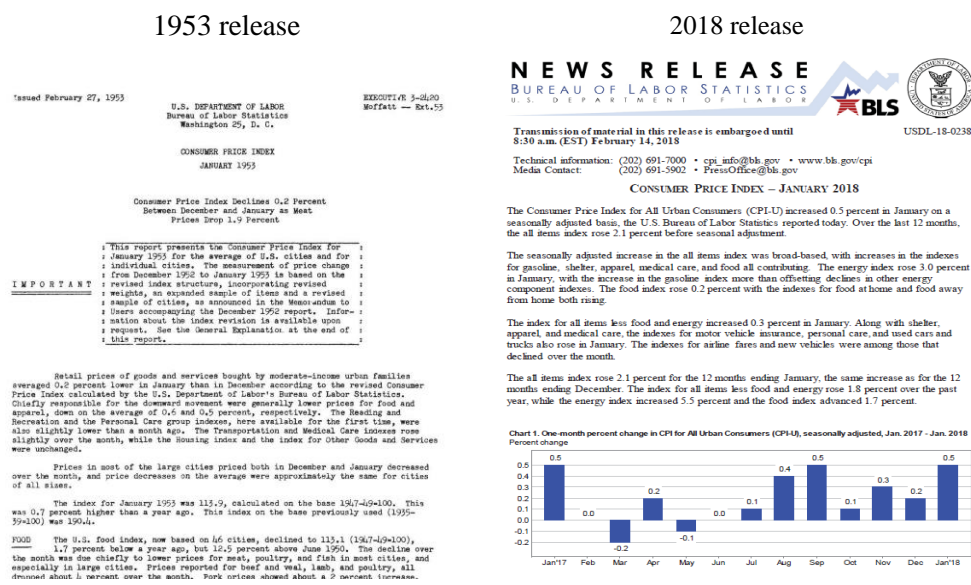 1953 release
Issued February 27, 1953
EXECUTIVE 3-2420
Moffatt — Ext.53
U.S. DEPARTMENT OF LABOR
Bureau of Labor Statistics
Washington 25, D. C.
CONSUMER PRICE INDEX
JANUARY 1953
Consumer Price Index Declines 0.2 Percent
Between December and January as Meat
Prices Drop 1.9 Percent
IMPORTANT
This report presents the Consumer Price Index for
January 1953 for the average of U.S. cities and for
individual cities. The measurement of price change
from December 1952 to January 1953 is based on the
revised index structure, incorporating revised
weights, an expanded sample of items and a revised
sample of cities, as announced in the Memorandum to
Users accompanying the December 1952 report. Infor-
mation about the index revision is available upon
request. See the General Explanation at the end of
this report.
Retail prices of goods and services bought by moderate-income urban families
averaged 0.2 percent lower in January than in December according to the revised Consumer
Price Index calculated by the U.S. Department of Labor's Bureau of Labor Statistics.
Chiefly responsible for the downward movement were generally lower prices for food and
apparel, down on the average of 0.6 and 0.5 percent, respectively. The Reading and
Recreation and the Personal Care group indexes, here available for the first time, were
also slightly lower than a month ago. The Transportation and Medical Care indexes rose
slightly over the month, while the Housing index and the index for Other Goods and Services
were unchanged.
Prices in most of the large cities priced both in December and January decreased
over the month, and price decreases on the average were approximately the same for cities
of all sizes.
The index for January 1953 was 113.9, calculated on the base 1947-49=100. This
was 0.7 percent higher than a year ago. This index on the base previously used (1935-
39=100) was 190.4.
FOOD The U.S. food index, now based on 46 cities, declined to 113.1 (1947-49=100),
1.7 percent below a year ago, but 12.5 percent above June 1950. The decline over
the month was due chiefly to lower prices for meat, poultry, and fish in most cities, and
especially in large cities. Prices reported for beef and veal, lamb, and poultry, all
dropped about 4 percent over the month. Pork prices showed about a 2 percent increase.
2018 release
NEWS RELEASE
BUREAU OF LABOR STATISTICS
U.S. DEPARTMENT OF LABOR
BLS
Transmission of material in this release is embargoed until
8:30 a.m. (EST) February 14, 2018
USDL-18-0238
Technical information: (202) 691-7000 • cpi_info@bls.gov • www.bls.gov/cpi
Media Contact: (202) 691-5902 • PressOffice@bls.gov
CONSUMER PRICE INDEX – JANUARY 2018
The Consumer Price Index for All Urban Consumers (CPI-U) increased 0.5 percent in January on a
seasonally adjusted basis, the U.S. Bureau of Labor Statistics reported today. Over the last 12 months,
the all items index rose 2.1 percent before seasonal adjustment.
The seasonally adjusted increase in the all items index was broad-based, with increases in the indexes
for gasoline, shelter, apparel, medical care, and food all contributing. The energy index rose 3.0 percent
in January, with the increase in the gasoline index more than offsetting declines in other energy
component indexes. The food index rose 0.2 percent with the indexes for food at home and food away
from home both rising.
The index for all items less food and energy increased 0.3 percent in January. Along with shelter,
apparel, and medical care, the indexes for motor vehicle insurance, personal care, and used cars and
trucks also rose in January. The indexes for airline fares and new vehicles were among those that
declined over the month.
The all items index rose 2.1 percent for the 12 months ending January, the same increase as for the 12
months ending December. The index for all items less food and energy rose 1.8 percent over the past
year, while the energy index increased 5.5 percent and the food index advanced 1.7 percent.
Chart 1. One-month percent change in CPI for All Urban Consumers (CPI-U), seasonally adjusted, Jan. 2017 - Jan. 2018
Percent change
0.5
0.4
0.3
0.2
0.1
0.0
-0.1
-0.2
0.5 0.0 -0.2 0.2 -0.1 0.0 0.1 0.4 0.5 0.1 0.3 0.2 0.5
Jan'17 Feb Mar Apr May Jun Jul Aug Sep Oct Nov Dec Jan'18